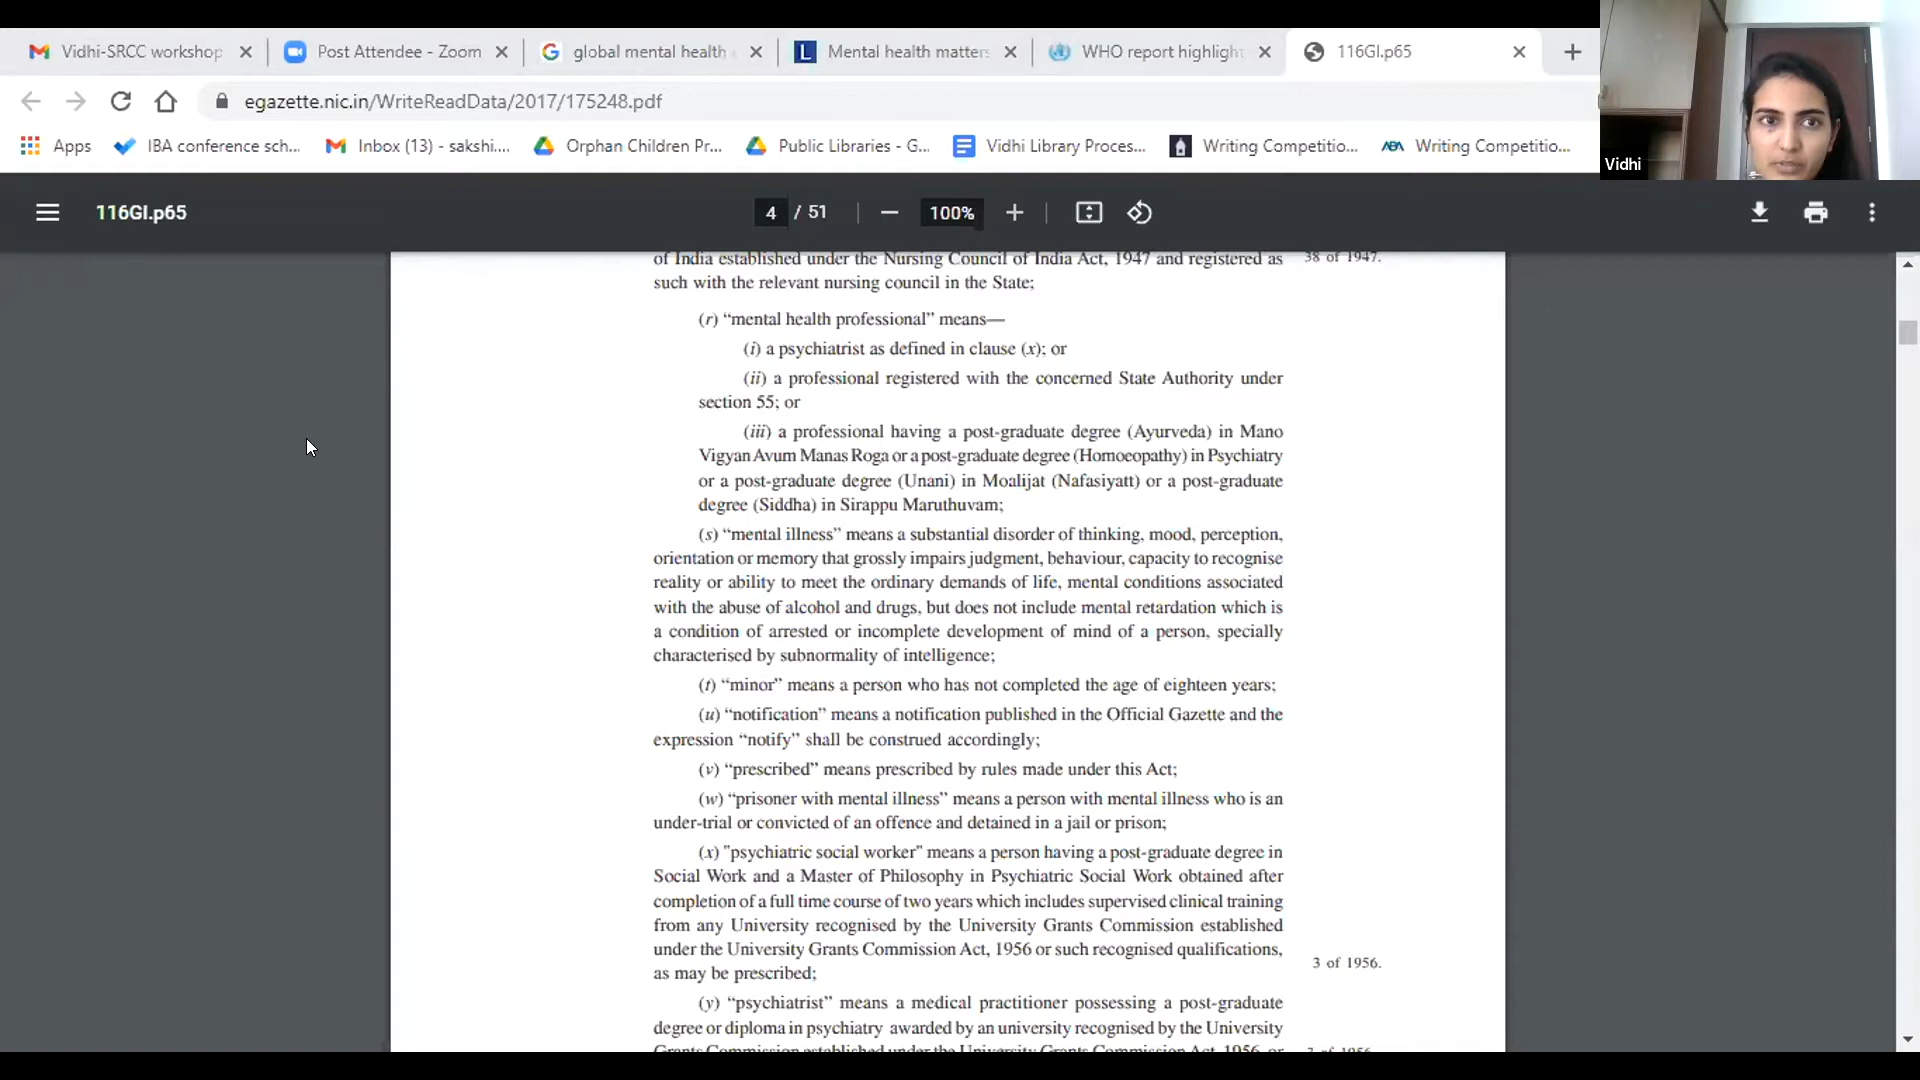 Vidhi-SRCC workshop
Post Attendee - Zoom
global mental health
Mental health matters
WHO report highlight
116GI.p65
egazette.nic.in/WriteReadData/2017/175248.pdf
Apps
IBA conference sch...
Inbox (13) - sakshi....
Orphan Children Pr...
Public Libraries - G...
Vidhi Library Proces...
Writing Competitio...
ABA
Writing Competitio...
Vidhi
116GI.p65
4 / 51
100%
of India established under the Nursing Council of India Act, 1947 and registered as
38 of 1947.
such with the relevant nursing council in the State;
(r) “mental health professional” means—
(i) a psychiatrist as defined in clause (x); or
(ii) a professional registered with the concerned State Authority under
section 55; or
(iii) a professional having a post-graduate degree (Ayurveda) in Mano
Vigyan Avum Manas Roga or a post-graduate degree (Homoeopathy) in Psychiatry
or a post-graduate degree (Unani) in Moalijat (Nafasiyatt) or a post-graduate
degree (Siddha) in Sirappu Maruthuvam;
(s) “mental illness” means a substantial disorder of thinking, mood, perception,
orientation or memory that grossly impairs judgment, behaviour, capacity to recognise
reality or ability to meet the ordinary demands of life, mental conditions associated
with the abuse of alcohol and drugs, but does not include mental retardation which is
a condition of arrested or incomplete development of mind of a person, specially
characterised by subnormality of intelligence;
(t) “minor” means a person who has not completed the age of eighteen years;
(u) “notification” means a notification published in the Official Gazette and the
expression “notify” shall be construed accordingly;
(v) “prescribed” means prescribed by rules made under this Act;
(w) “prisoner with mental illness” means a person with mental illness who is an
under-trial or convicted of an offence and detained in a jail or prison;
(x) "psychiatric social worker" means a person having a post-graduate degree in
Social Work and a Master of Philosophy in Psychiatric Social Work obtained after
completion of a full time course of two years which includes supervised clinical training
from any University recognised by the University Grants Commission established
under the University Grants Commission Act, 1956 or such recognised qualifications,
3 of 1956.
as may be prescribed;
(y) “psychiatrist” means a medical practitioner possessing a post-graduate
degree or diploma in psychiatry awarded by an university recognised by the University
Grants Commission established under the University Grants Commission Act, 1956, or
3 of 1956